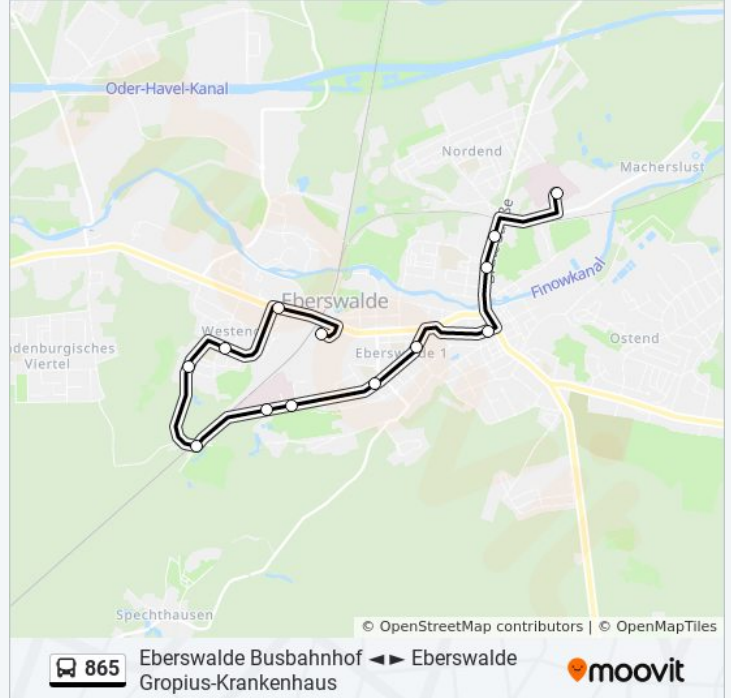 Oder-Havel-Kanal
Nordend
Macherslust
Finowkanal
Eberswalde
Westend
Ostend
Eberswalde 1
denburgisches
Viertel
Spechthausen
© OpenStreetMap contributors | © OpenMapTiles
865
Eberswalde Busbahnhof ◄ ► Eberswalde
Gropius-Krankenhaus
moovit